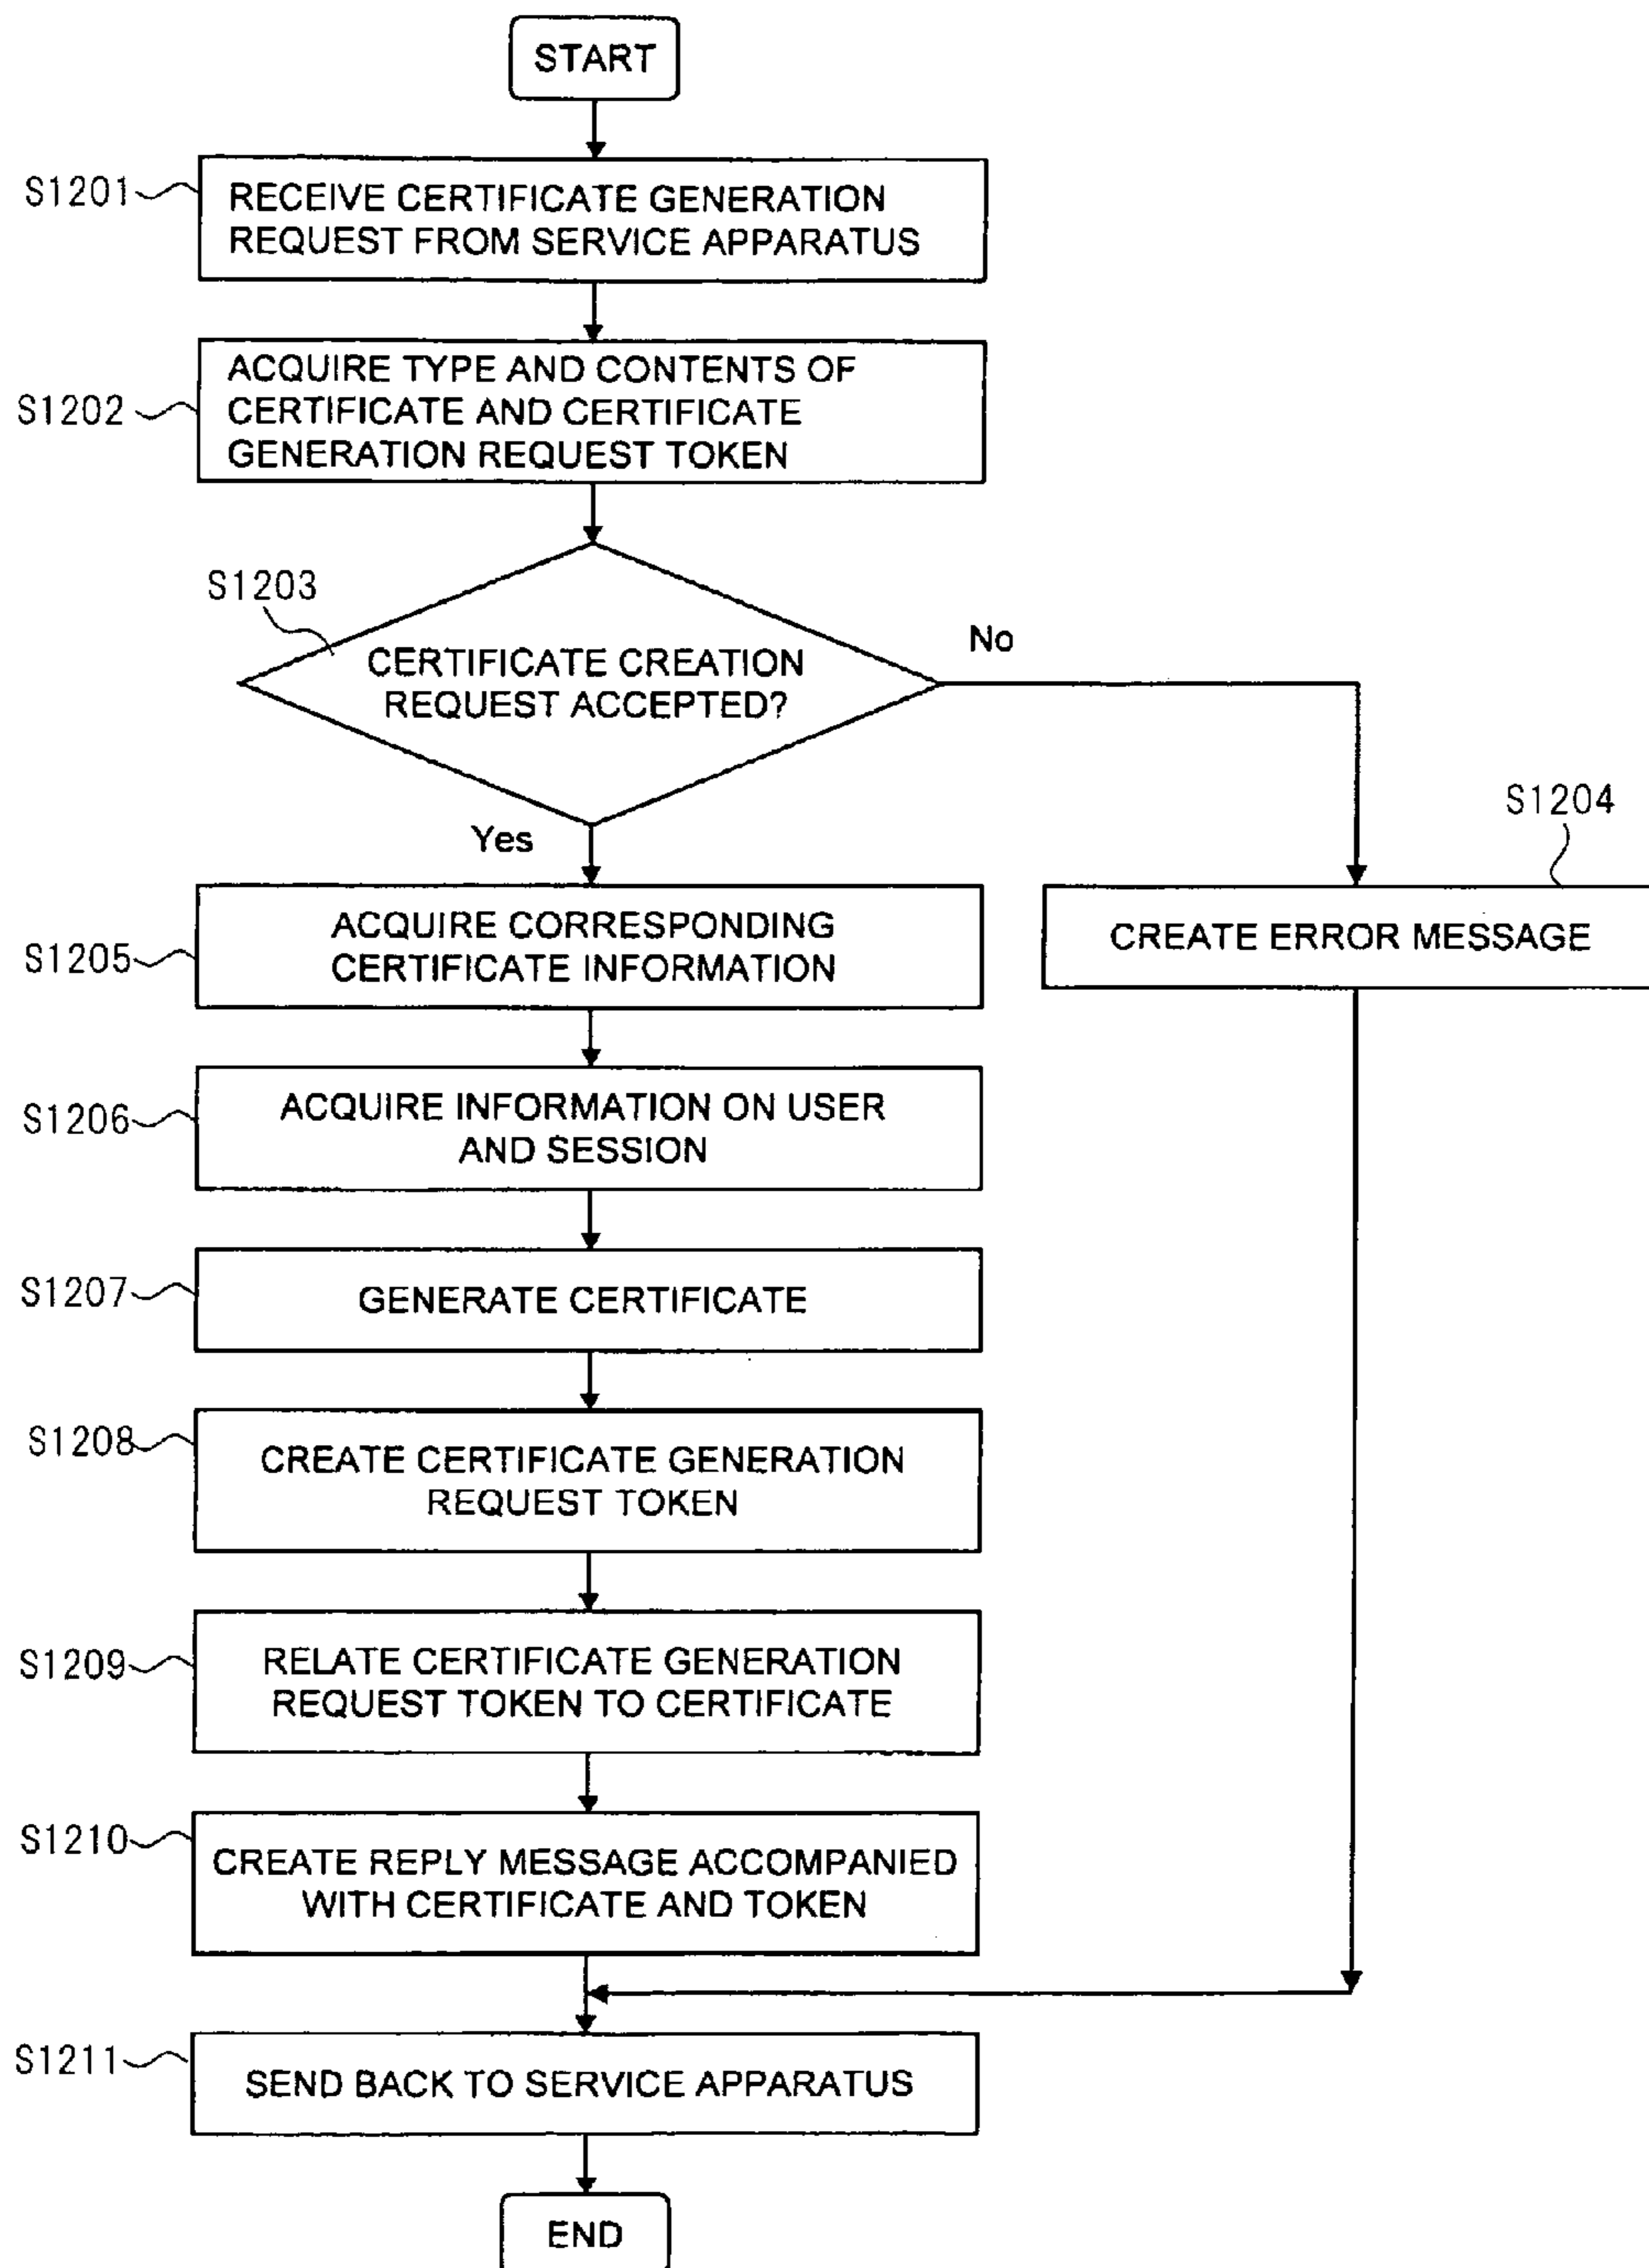 START
S1201
RECEIVE CERTIFICATE GENERATION
REQUEST FROM SERVICE APPARATUS
S1202
ACQUIRE TYPE AND CONTENTS OF
CERTIFICATE AND CERTIFICATE
GENERATION REQUEST TOKEN
S1203
CERTIFICATE CREATION
REQUEST ACCEPTED?
No
Yes
S1204
CREATE ERROR MESSAGE
S1205
ACQUIRE CORRESPONDING
CERTIFICATE INFORMATION
S1206
ACQUIRE INFORMATION ON USER
AND SESSION
S1207
GENERATE CERTIFICATE
S1208
CREATE CERTIFICATE GENERATION
REQUEST TOKEN
S1209
RELATE CERTIFICATE GENERATION
REQUEST TOKEN TO CERTIFICATE
S1210
CREATE REPLY MESSAGE ACCOMPANIED
WITH CERTIFICATE AND TOKEN
S1211
SEND BACK TO SERVICE APPARATUS
END